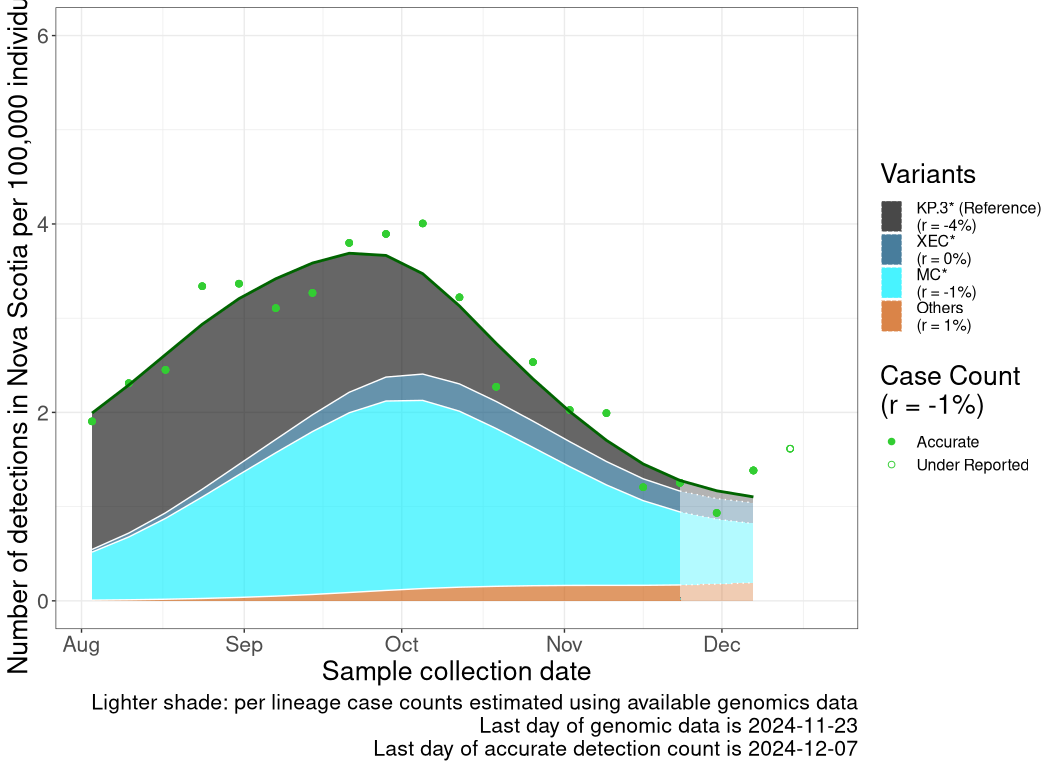 Number of detections in Nova Scotia per 100,000
6
4
2
0
Aug Sep Oct Nov Dec
Sample collection date
Lighter shade: per lineage case counts estimated using available genomics data
Last day of genomic data is 2024-11-23
Last day of accurate detection count is 2024-12-07
Variants
KP.3* (Reference)
(r = -4%)
XEC*
(r = 0%)
MC*
(r = -1%)
Others
(r = 1%)
Case Count
(r = -1%)
Accurate
Under Reported